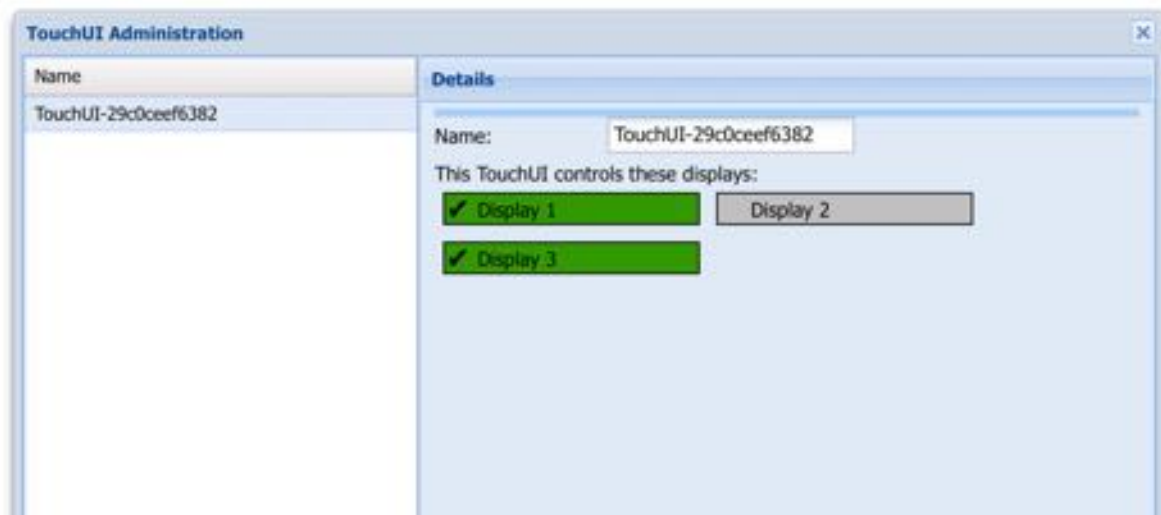 TouchUI Administration
Name
TouchUI-29c0ceef6382
Details
Name: TouchUI-29c0ceef6382
This TouchUI controls these displays:
✔ Display 1 Display 2
✔ Display 3